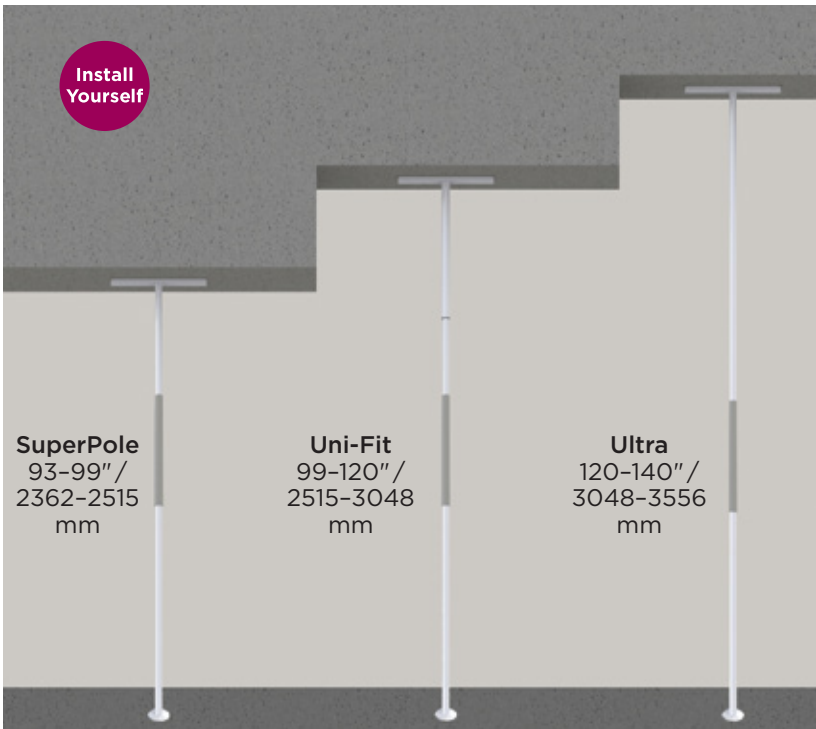 Install
Yourself
SuperPole
93–99"/
2362–2515
mm
Uni-Fit
99–120"/
2515–3048
mm
Ultra
120–140"/
3048–3556
mm